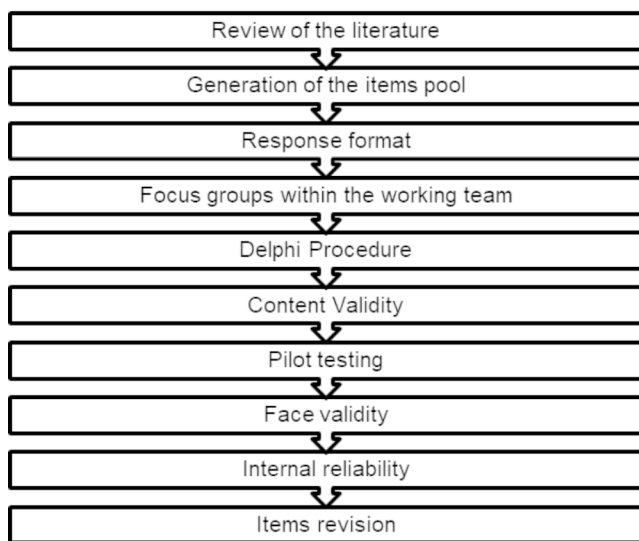 Review of the literature
Generation of the items pool
Response format
Focus groups within the working team
Delphi Procedure
Content Validity
Pilot testing
Face validity
Internal reliability
Items revision